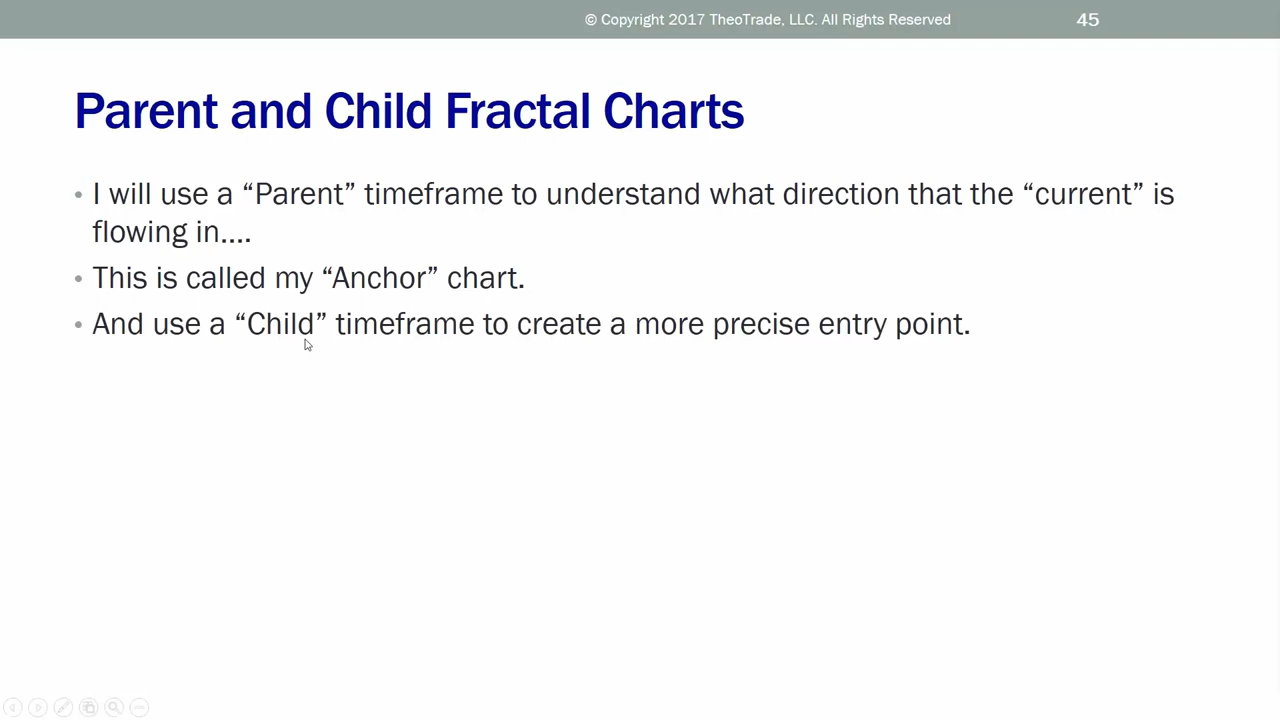 © Copyright 2017 TheoTrade, LLC. All Rights Reserved 45
Parent and Child Fractal Charts
• I will use a “Parent” timeframe to understand what direction that the “current” is
flowing in....
• This is called my “Anchor” chart.
• And use a “Child” timeframe to create a more precise entry point.